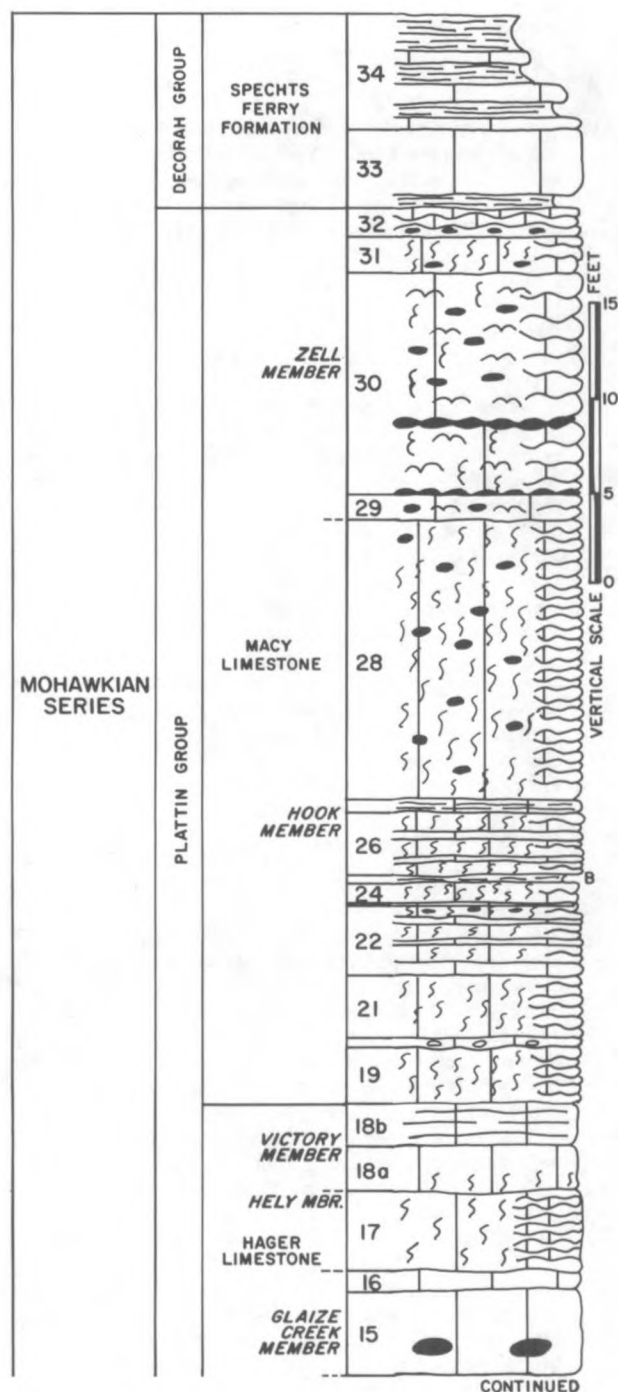 MOHAWKIAN
SERIES
DECORAH GROUP
PLATTIN GROUP
SPECHTS
FERRY
FORMATION
ZELL
MEMBER
MACY
LIMESTONE
HOOK
MEMBER
VICTORY
MEMBER
HELY MBR.
HAGER
LIMESTONE
GLAIZE
CREEK
MEMBER
34
33
32
31
30
29
28
26
24
22
21
19
18b
18a
17
16
15
B
FEET
15
10
5
0
VERTICAL SCALE
CONTINUED